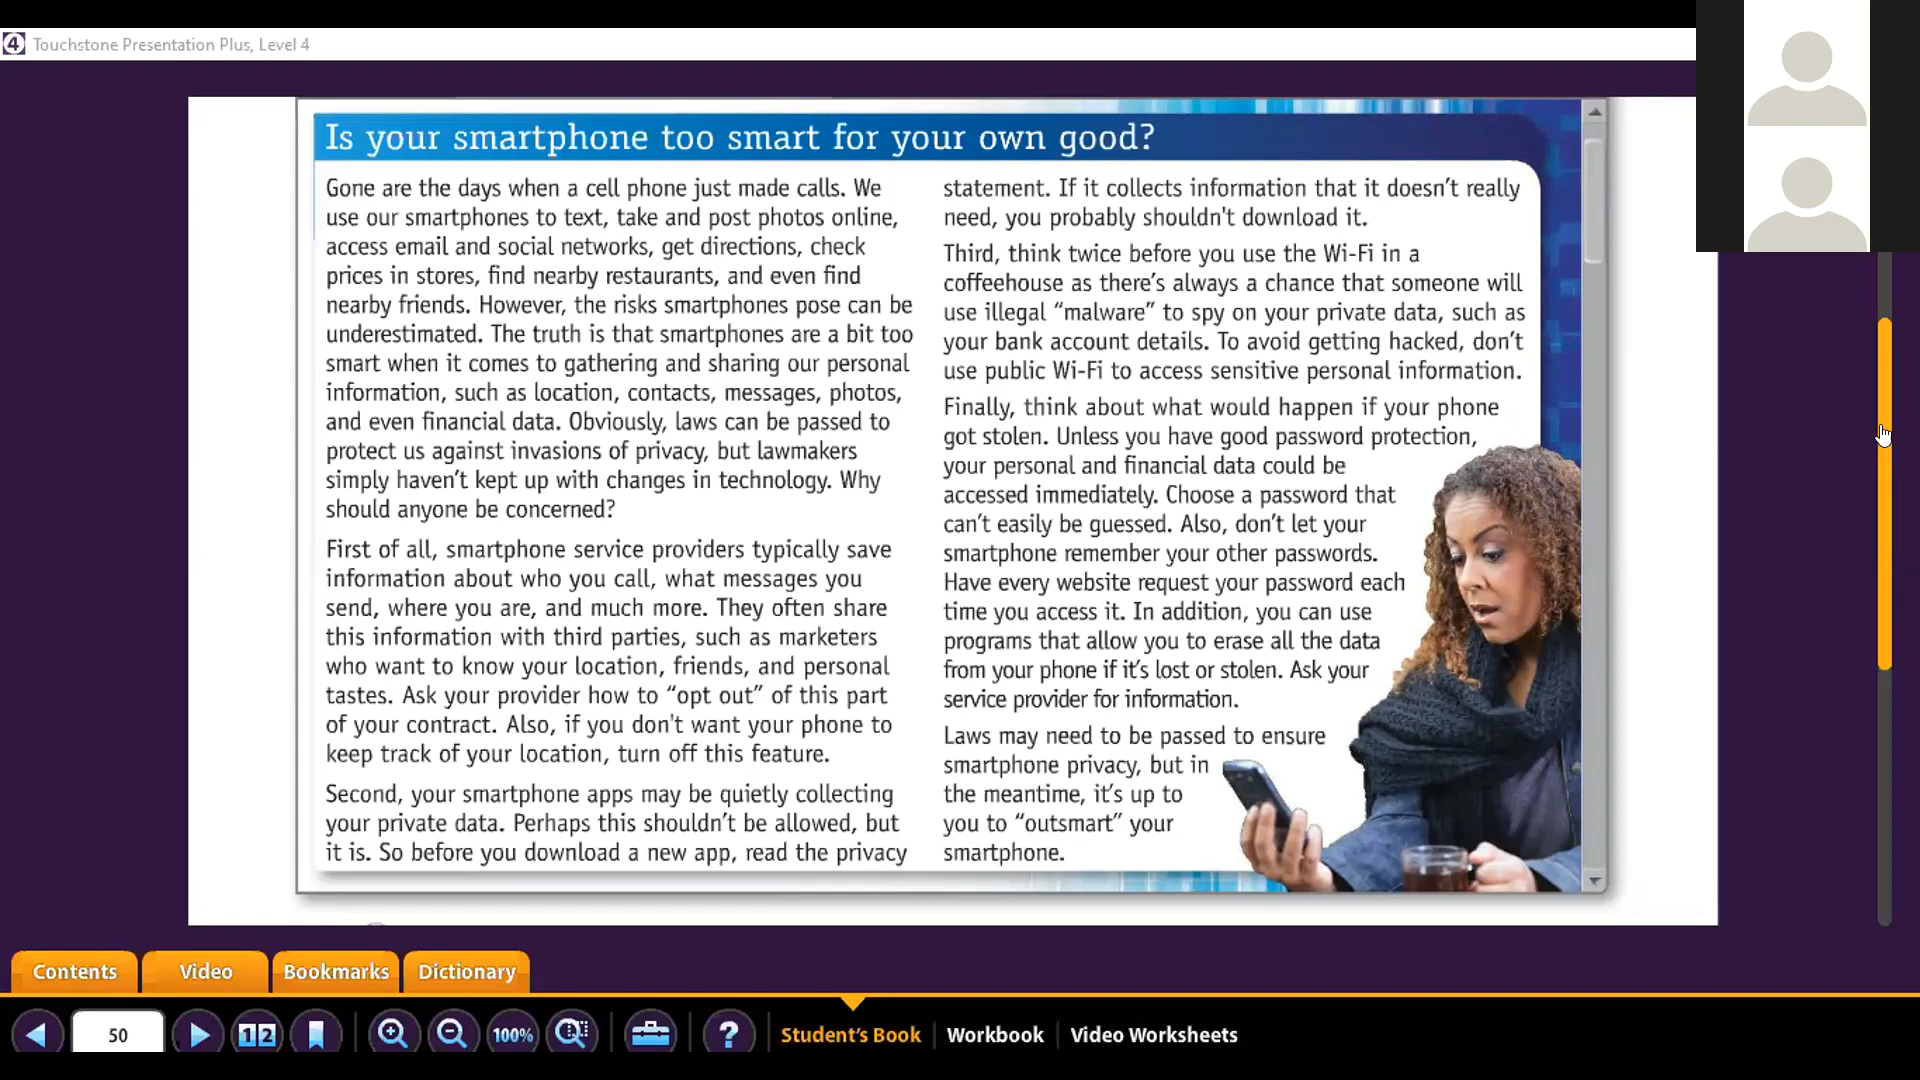 4 Touchstone Presentation Plus, Level 4
Is your smartphone too smart for your own good?
Gone are the days when a cell phone just made calls. We
use our smartphones to text, take and post photos online,
access email and social networks, get directions, check
prices in stores, find nearby restaurants, and even find
nearby friends. However, the risks smartphones pose can be
underestimated. The truth is that smartphones are a bit too
smart when it comes to gathering and sharing our personal
information, such as location, contacts, messages, photos,
and even financial data. Obviously, laws can be passed to
protect us against invasions of privacy, but lawmakers
simply haven't kept up with changes in technology. Why
should anyone be concerned?
First of all, smartphone service providers typically save
information about who you call, what messages you
send, where you are, and much more. They often share
this information with third parties, such as marketers
who want to know your location, friends, and personal
tastes. Ask your provider how to “opt out” of this part
of your contract. Also, if you don't want your phone to
keep track of your location, turn off this feature.
Second, your smartphone apps may be quietly collecting
your private data. Perhaps this shouldn't be allowed, but
it is. So before you download a new app, read the privacy
statement. If it collects information that it doesn't really
need, you probably shouldn't download it.
Third, think twice before you use the Wi-Fi in a
coffeehouse as there's always a chance that someone will
use illegal “malware” to spy on your private data, such as
your bank account details. To avoid getting hacked, don't
use public Wi-Fi to access sensitive personal information.
Finally, think about what would happen if your phone
got stolen. Unless you have good password protection,
your personal and financial data could be
accessed immediately. Choose a password that
can't easily be guessed. Also, don't let your
smartphone remember your other passwords.
Have every website request your password each
time you access it. In addition, you can use
programs that allow you to erase all the data
from your phone if it's lost or stolen. Ask your
service provider for information.
Laws may need to be passed to ensure
smartphone privacy, but in
the meantime, it's up to
you to “outsmart” your
smartphone.
Contents Video Bookmarks Dictionary
50 1 2 100% ? Student's Book Workbook Video Worksheets